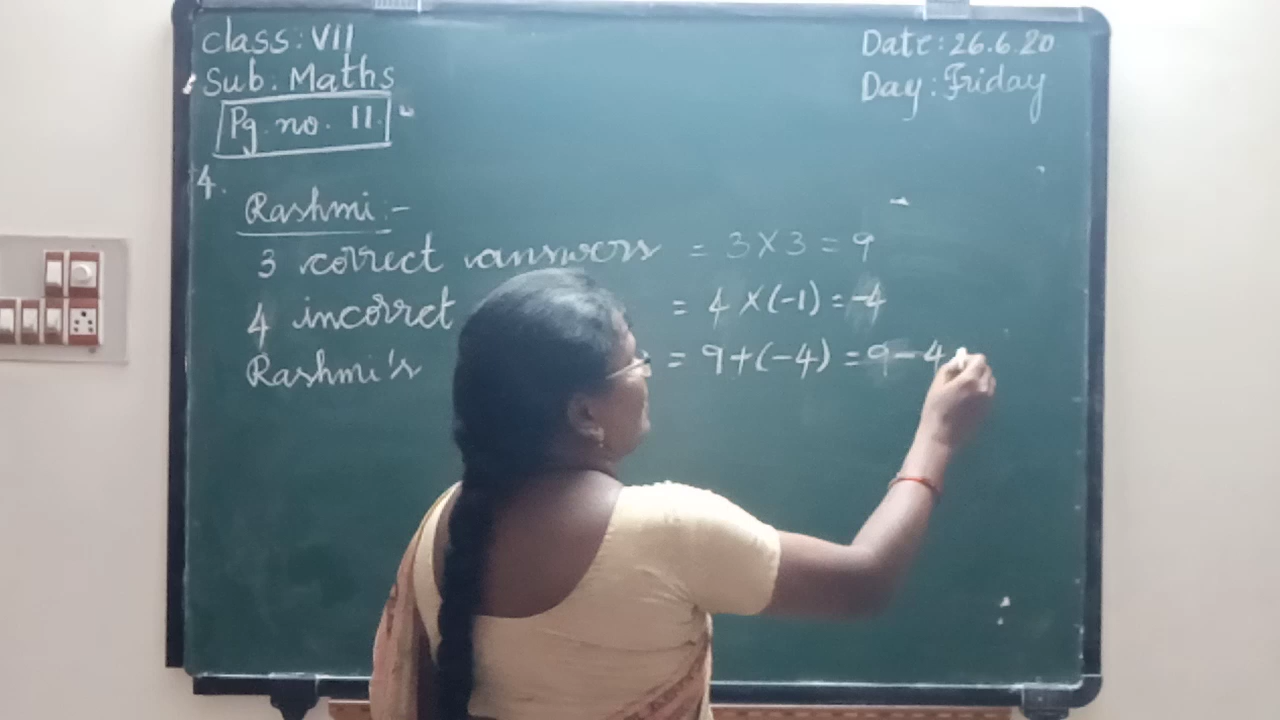 class: VII
Sub: Maths
Pg. no. 11.
Date: 26.6.20
Day: Friday
4.
Rashmi:-
3 correct answers = 3 X 3 = 9
4 incorret = 4 X (-1) = -4
Rashmi's = 9+(-4) = 9-4